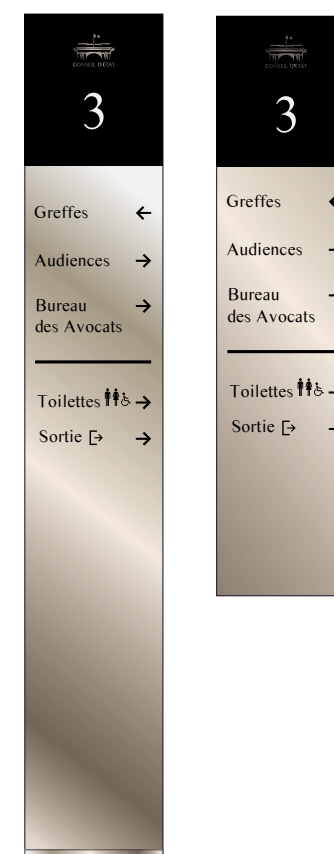 CONSEIL D'ÉTAT
3
Greffes ←
Audiences →
Bureau →
des Avocats
Toilettes →
Sortie →
CONSEIL D'ÉTAT
3
Greffes
Audiences
Bureau
des Avocats
Toilettes
Sortie